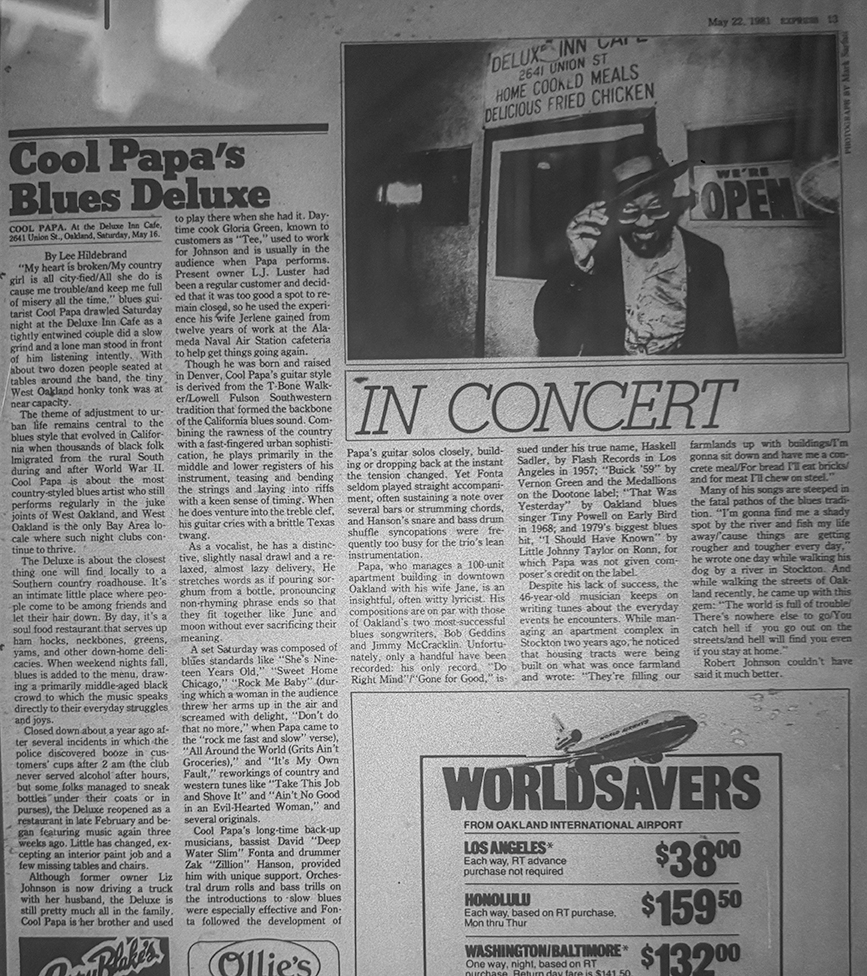 May 22, 1981 EXPRESS 13
DELUXE INN CAFE
2641 UNION ST
HOME COOKED MEALS
DELICIOUS FRIED CHICKEN
WE'RE
OPEN
PHOTOGRAPH BY Mark
Cool Papa's
Blues Deluxe
COOL PAPA. At the Deluxe Inn Cafe,
2641 Union St., Oakland, Saturday, May 16.
By Lee Hildebrand
"My heart is broken/My country
girl is all city-fied/All she do is
cause me trouble/and keep me full
of misery all the time," blues gui-
tarist Cool Papa drawled Saturday
night at the Deluxe Inn Cafe as a
tightly entwined couple did a slow
grind and a lone man stood in front
of him listening intently. With
about two dozen people seated at
tables around the band, the tiny
West Oakland honky tonk was at
near capacity.
The theme of adjustment to ur-
ban life remains central to the
blues style that evolved in Califor-
nia when thousands of black folk
imigrated from the rural South
during and after World War II.
Cool Papa is about the most
country-styled blues artist who still
performs regularly in the juke
joints of West Oakland, and West
Oakland is the only Bay Area lo-
cale where such night clubs con-
tinue to thrive.
The Deluxe is about the closest
thing one will find locally to a
Southern country roadhouse. It's
an intimate little place where peo-
ple come to be among friends and
let their hair down. By day, it's a
soul food restaurant that serves up
ham hocks, neckbones, greens,
yams, and other down-home deli-
cacies. When weekend nights fall,
blues is added to the menu, draw-
ing a primarily middle-aged black
crowd to which the music speaks
directly to their everyday struggles
and joys.
Closed down about a year ago af-
ter several incidents in which the
police discovered booze in cus-
tomers' cups after 2 am (the club
never served alcohol after hours,
but some folks managed to sneak
bottles under their coats or in
purses), the Deluxe reopened as a
restaurant in late February and be-
gan featuring music again three
weeks ago. Little has changed, ex-
cepting an interior paint job and a
few missing tables and chairs.
Although former owner Liz
Johnson is now driving a truck
with her husband, the Deluxe is
still pretty much all in the family.
Cool Papa is her brother and used
to play there when she had it. Day-
time cook Gloria Green, known to
customers as "Tee," used to work
for Johnson and is usually in the
audience when Papa performs.
Present owner L.J. Luster had
been a regular customer and decid-
ed that it was too good a spot to re-
main closed, so he used the experi-
ence his wife Jerlene gained from
twelve years of work at the Ala-
meda Naval Air Station cafeteria
to help get things going again.
Though he was born and raised
in Denver, Cool Papa's guitar style
is derived from the T-Bone Walk-
er/Lowell Fulson Southwestern
tradition that formed the backbone
of the California blues sound. Com-
bining the rawness of the country
with a fast-fingered urban sophisti-
cation, he plays primarily in the
middle and lower registers of his
instrument, teasing and bending
the strings and laying into riffs
with a keen sense of timing. When
he does venture into the treble clef,
his guitar cries with a brittle Texas
twang.
As a vocalist, he has a distinc-
tive, slightly nasal drawl and a re-
laxed, almost lazy delivery. He
stretches words as if pouring sor-
ghum from a bottle, pronouncing
non-rhyming phrase ends so that
they fit together like June and
moon without ever sacrificing their
meaning.
A set Saturday was composed of
blues standards like "She's Nine-
teen Years Old," "Sweet Home
Chicago," "Rock Me Baby" (dur-
ing which a woman in the audience
threw her arms up in the air and
screamed with delight, "Don't do
that no more," when Papa came to
the "rock me fast and slow" verse),
"All Around the World (Grits Ain't
Groceries)," and "It's My Own
Fault," reworkings of country and
western tunes like "Take This Job
and Shove It" and "Ain't No Good
in an Evil-Hearted Woman," and
several originals.
Cool Papa's long-time back-up
musicians, bassist David "Deep
Water Slim" Fonta and drummer
Zak "Zillion" Hanson, provided
him with unique support. Orches-
tral drum rolls and bass trills on
the introductions to slow blues
were especially effective and Fon-
ta followed the development of
IN CONCERT
Papa's guitar solos closely, build-
ing or dropping back at the instant
the tension changed. Yet Fonta
seldom played straight accompani-
ment, often sustaining a note over
several bars or strumming chords,
and Hanson's snare and bass drum
shuffle syncopations were fre-
quently too busy for the trio's lean
instrumentation.
Papa, who manages a 100-unit
apartment building in downtown
Oakland with his wife Jane, is an
insightful, often witty lyricist. His
compositions are on par with those
of Oakland's two most-successful
blues songwriters, Bob Geddins
and Jimmy McCracklin. Unfortu-
nately, only a handful have been
recorded: his only record "Do
Right Mind"/"Gone for Good," is-
sued under his true name, Haskell
Sadler, by Flash Records in Los
Angeles in 1957; "Buick '59" by
Vernon Green and the Medallions
on the Dootone label; "That Was
Yesterday" by Oakland blues
singer Tiny Powell on Early Bird
in 1968; and 1979's biggest blues
hit, "I Should Have Known" by
Little Johnny Taylor on Ronn, for
which Papa was not given com-
poser's credit on the label.
Despite his lack of success, the
46-year-old musician keeps on
writing tunes about the everyday
events he encounters. While man-
aging an apartment complex in
Stockton two years ago, he noticed
that housing tracts were being
built on what was once farmland
and wrote: "They're filling our
farmlands up with buildings/I'm
gonna sit down and have me a con-
crete meal/For bread I'll eat bricks/
and for meat I'll chew on steel."
Many of his songs are steeped in
the fatal pathos of the blues tradi-
tion. "I'm gonna find me a shady
spot by the river and fish my life
away/'cause things are getting
rougher and tougher every day,"
he wrote one day while walking his
dog by a river in Stockton. And
while walking the streets of Oak-
land recently, he came up with this
gem: "The world is full of trouble/
There's nowhere else to go/You
catch hell if you go out on the
streets/and hell will find you even
if you stay at home."
Robert Johnson couldn't have
said it much better.
WORLD AIRWAYS
WORLDSAVERS
FROM OAKLAND INTERNATIONAL AIRPORT
LOS ANGELES* $38.00
Each way, RT advance
purchase not required
HONOLULU $159.50
Each way, based on RT purchase,
Mon thru Thur
WASHINGTON/BALTIMORE* $132.00
One way, night, based on RT
purchase. Return day fare is $141.50
Blake's
Ollie's